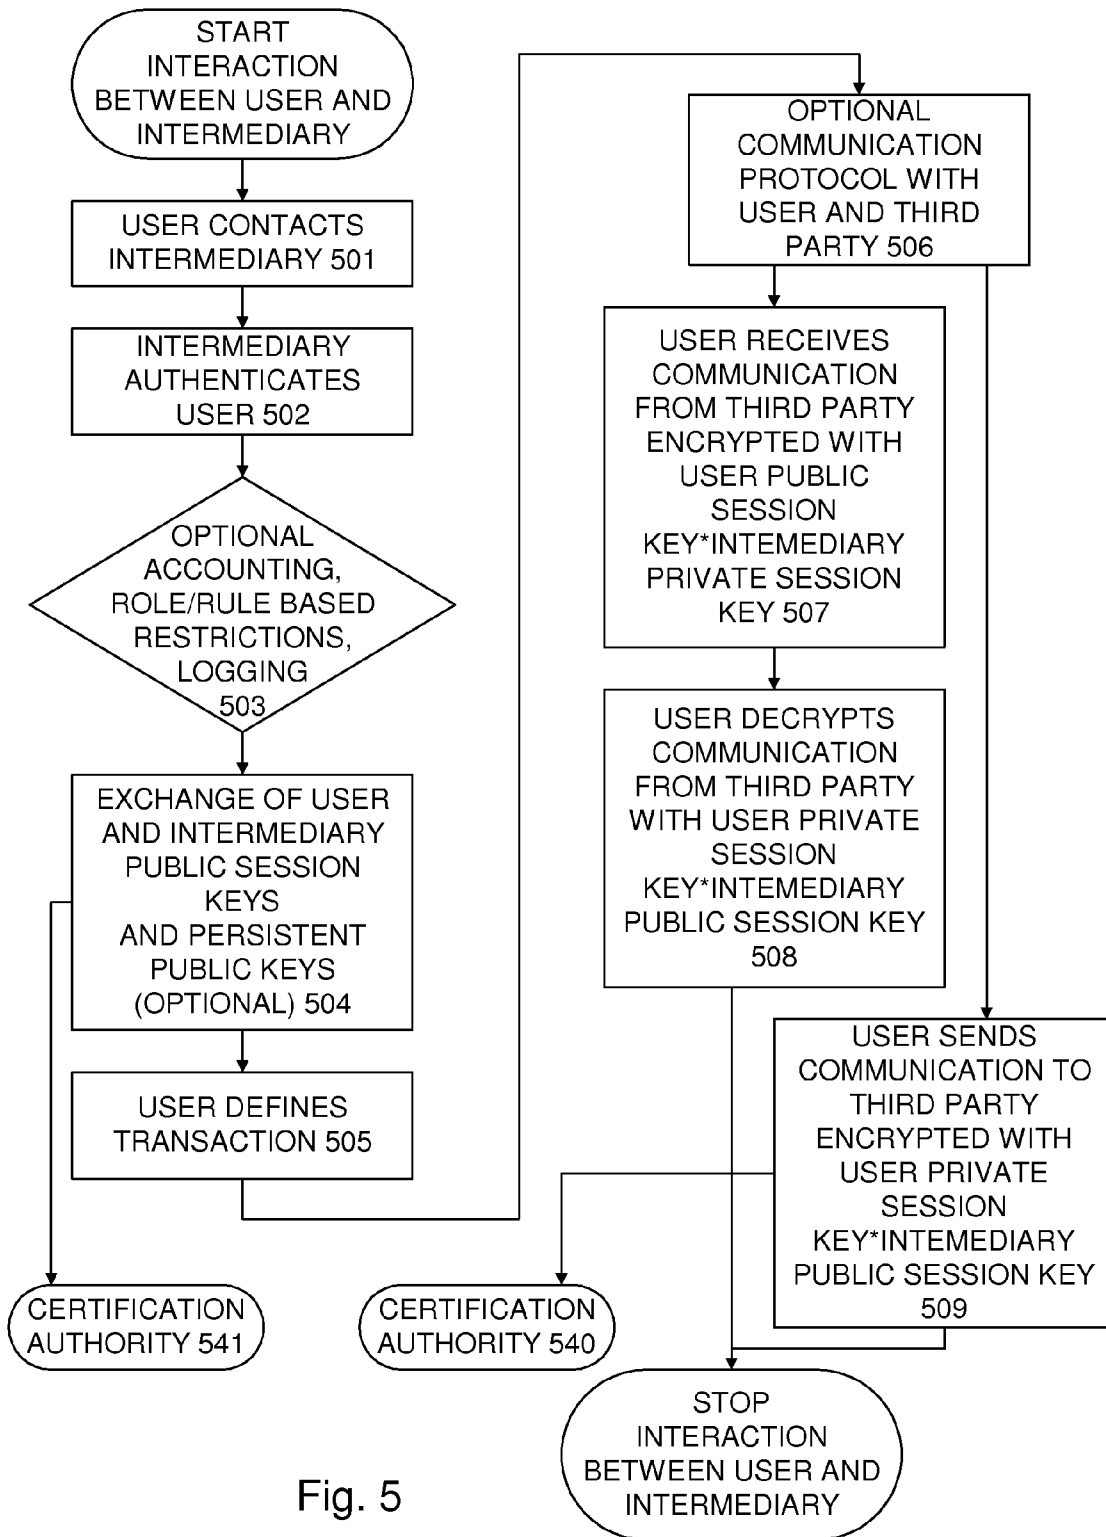 START
INTERACTION
BETWEEN USER AND
INTERMEDIARY
USER CONTACTS
INTERMEDIARY 501
INTERMEDIARY
AUTHENTICATES
USER 502
OPTIONAL
ACCOUNTING,
ROLE/RULE BASED
RESTRICTIONS,
LOGGING
503
EXCHANGE OF USER
AND INTERMEDIARY
PUBLIC SESSION
KEYS
AND PERSISTENT
PUBLIC KEYS
(OPTIONAL) 504
USER DEFINES
TRANSACTION 505
CERTIFICATION
AUTHORITY 541
OPTIONAL
COMMUNICATION
PROTOCOL WITH
USER AND THIRD
PARTY 506
USER RECEIVES
COMMUNICATION
FROM THIRD PARTY
ENCRYPTED WITH
USER PUBLIC
SESSION
KEY*INTEMEDIARY
PRIVATE SESSION
KEY 507
USER DECRYPTS
COMMUNICATION
FROM THIRD PARTY
WITH USER PRIVATE
SESSION
KEY*INTEMEDIARY
PUBLIC SESSION KEY
508
USER SENDS
COMMUNICATION TO
THIRD PARTY
ENCRYPTED WITH
USER PRIVATE
SESSION
KEY*INTEMEDIARY
PUBLIC SESSION KEY
509
CERTIFICATION
AUTHORITY 540
STOP
INTERACTION
BETWEEN USER AND
INTERMEDIARY
Fig. 5